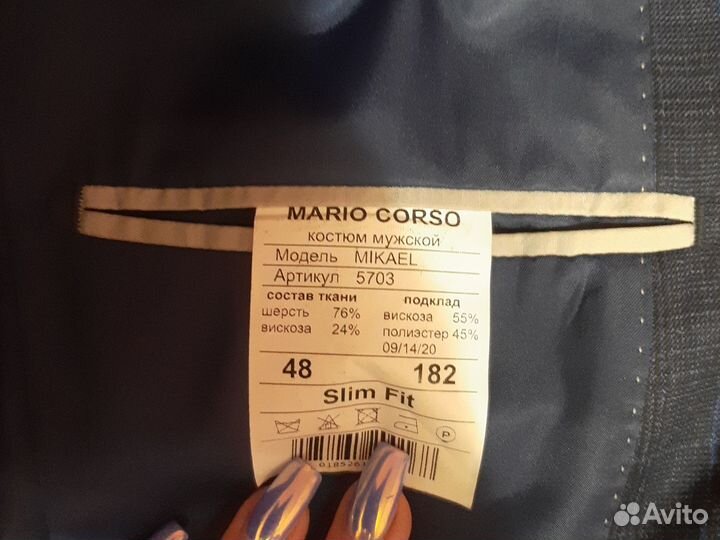 MARIO CORSO
костюм мужской
Модель MIKAEL
Артикул 5703
состав ткани подклад
шерсть 76% вискоза 55%
вискоза 24% полиэстер 45%
09/14/20
48 182
Slim Fit
P
Avito